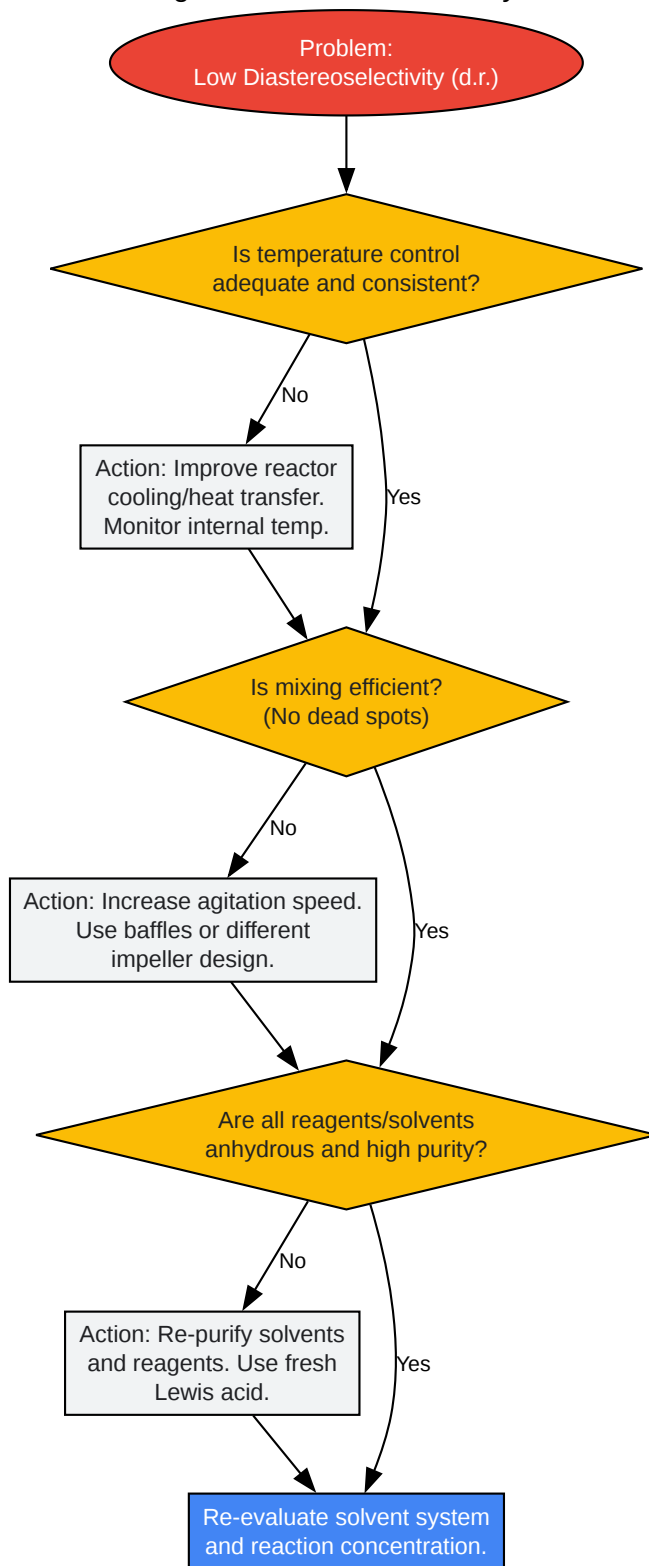 Problem:
Low Diastereoselectivity (d.r.)
Is temperature control
adequate and consistent?
No
Action: Improve reactor
cooling/heat transfer.
Monitor internal temp.
Yes
Is mixing efficient?
(No dead spots)
No
Action: Increase agitation speed.
Use baffles or different
impeller design.
Yes
Are all reagents/solvents
anhydrous and high purity?
No
Action: Re-purify solvents
and reagents. Use fresh
Lewis acid.
Yes
Re-evaluate solvent system
and reaction concentration.